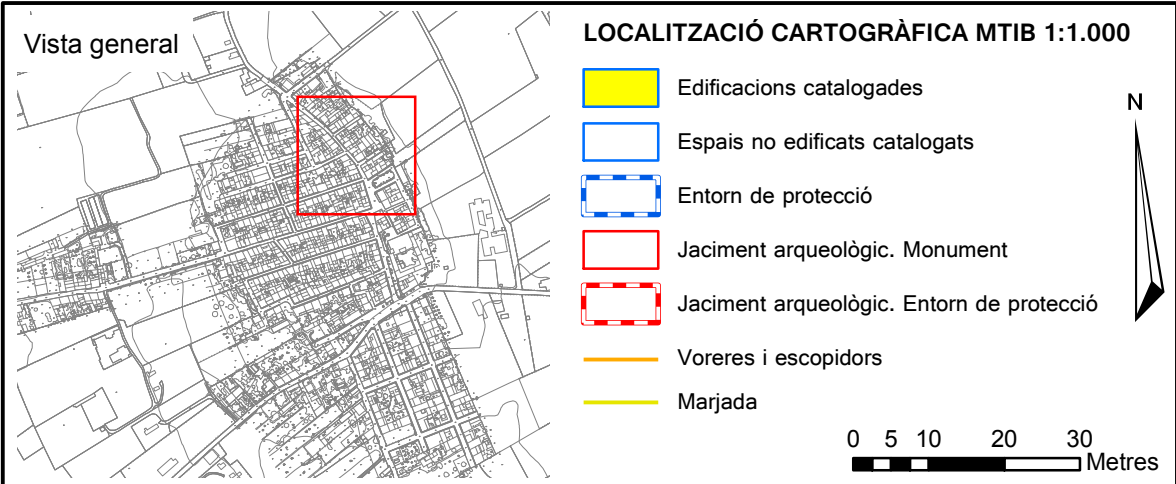 Vista general
LOCALITZACIÓ CARTOGRÀFICA MTIB 1:1.000
Edificacions catalogades
Espais no edificats catalogats
Entorn de protecció
Jaciment arqueològic. Monument
Jaciment arqueològic. Entorn de protecció
Voreres i escopidors
Marjada
N
0 5 10 20 30
Metres